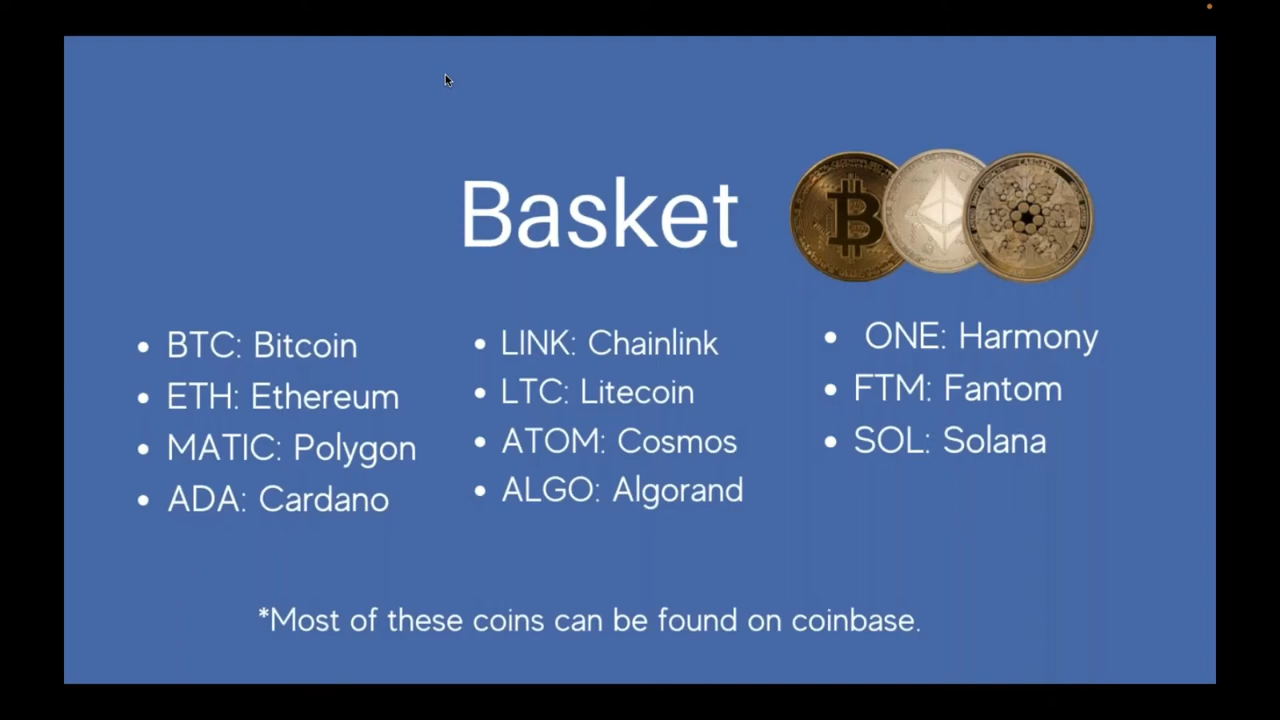 Basket
• BTC: Bitcoin
• ETH: Ethereum
• MATIC: Polygon
• ADA: Cardano
• LINK: Chainlink
• LTC: Litecoin
• ATOM: Cosmos
• ALGO: Algorand
• ONE: Harmony
• FTM: Fantom
• SOL: Solana
*Most of these coins can be found on coinbase.